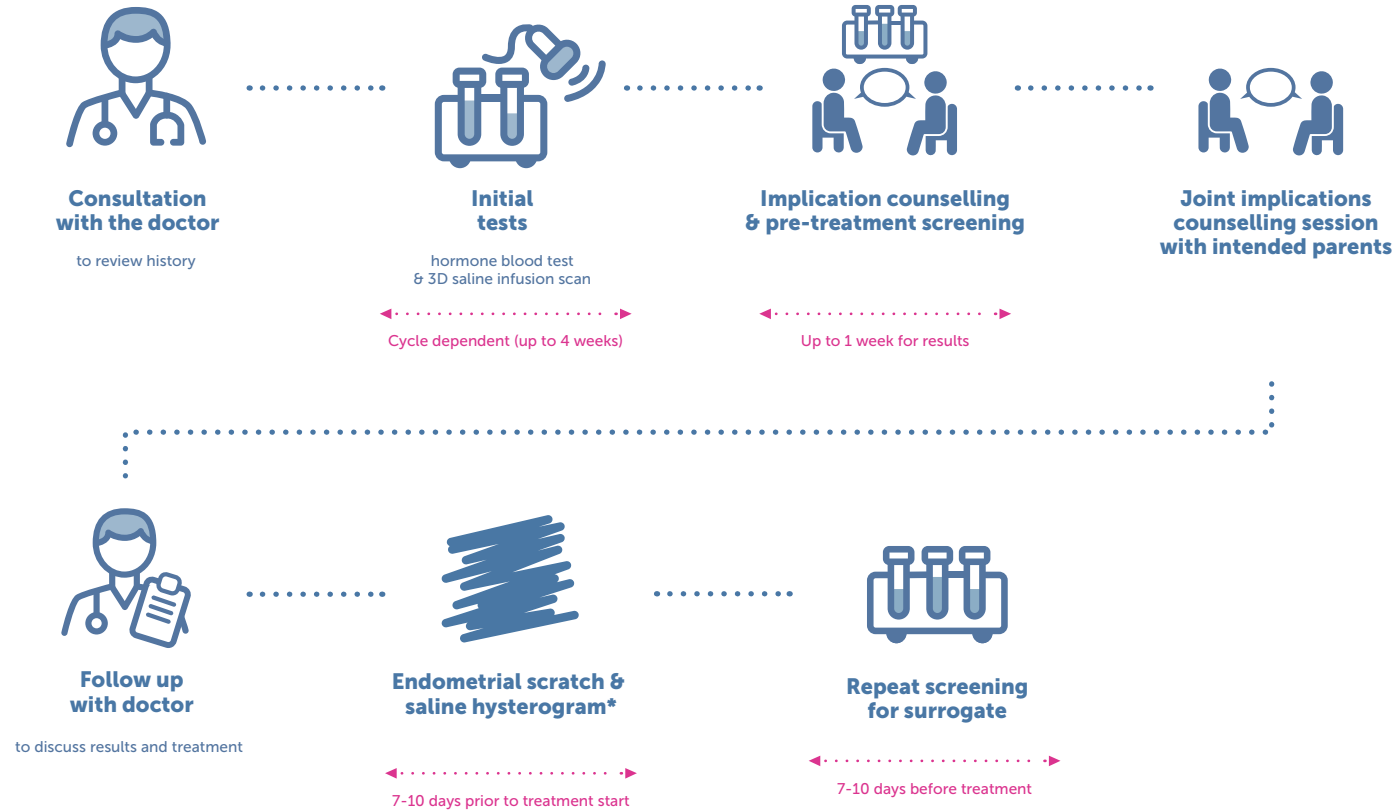 Consultation
with the doctor
to review history
Initial
tests
hormone blood test
& 3D saline infusion scan
Cycle dependent (up to 4 weeks)
Implication counselling
& pre-treatment screening
Up to 1 week for results
Joint implications
counselling session
with intended parents
Follow up
with doctor
to discuss results and treatment
Endometrial scratch &
saline hysterogram*
7-10 days prior to treatment start
Repeat screening
for surrogate
7-10 days before treatment